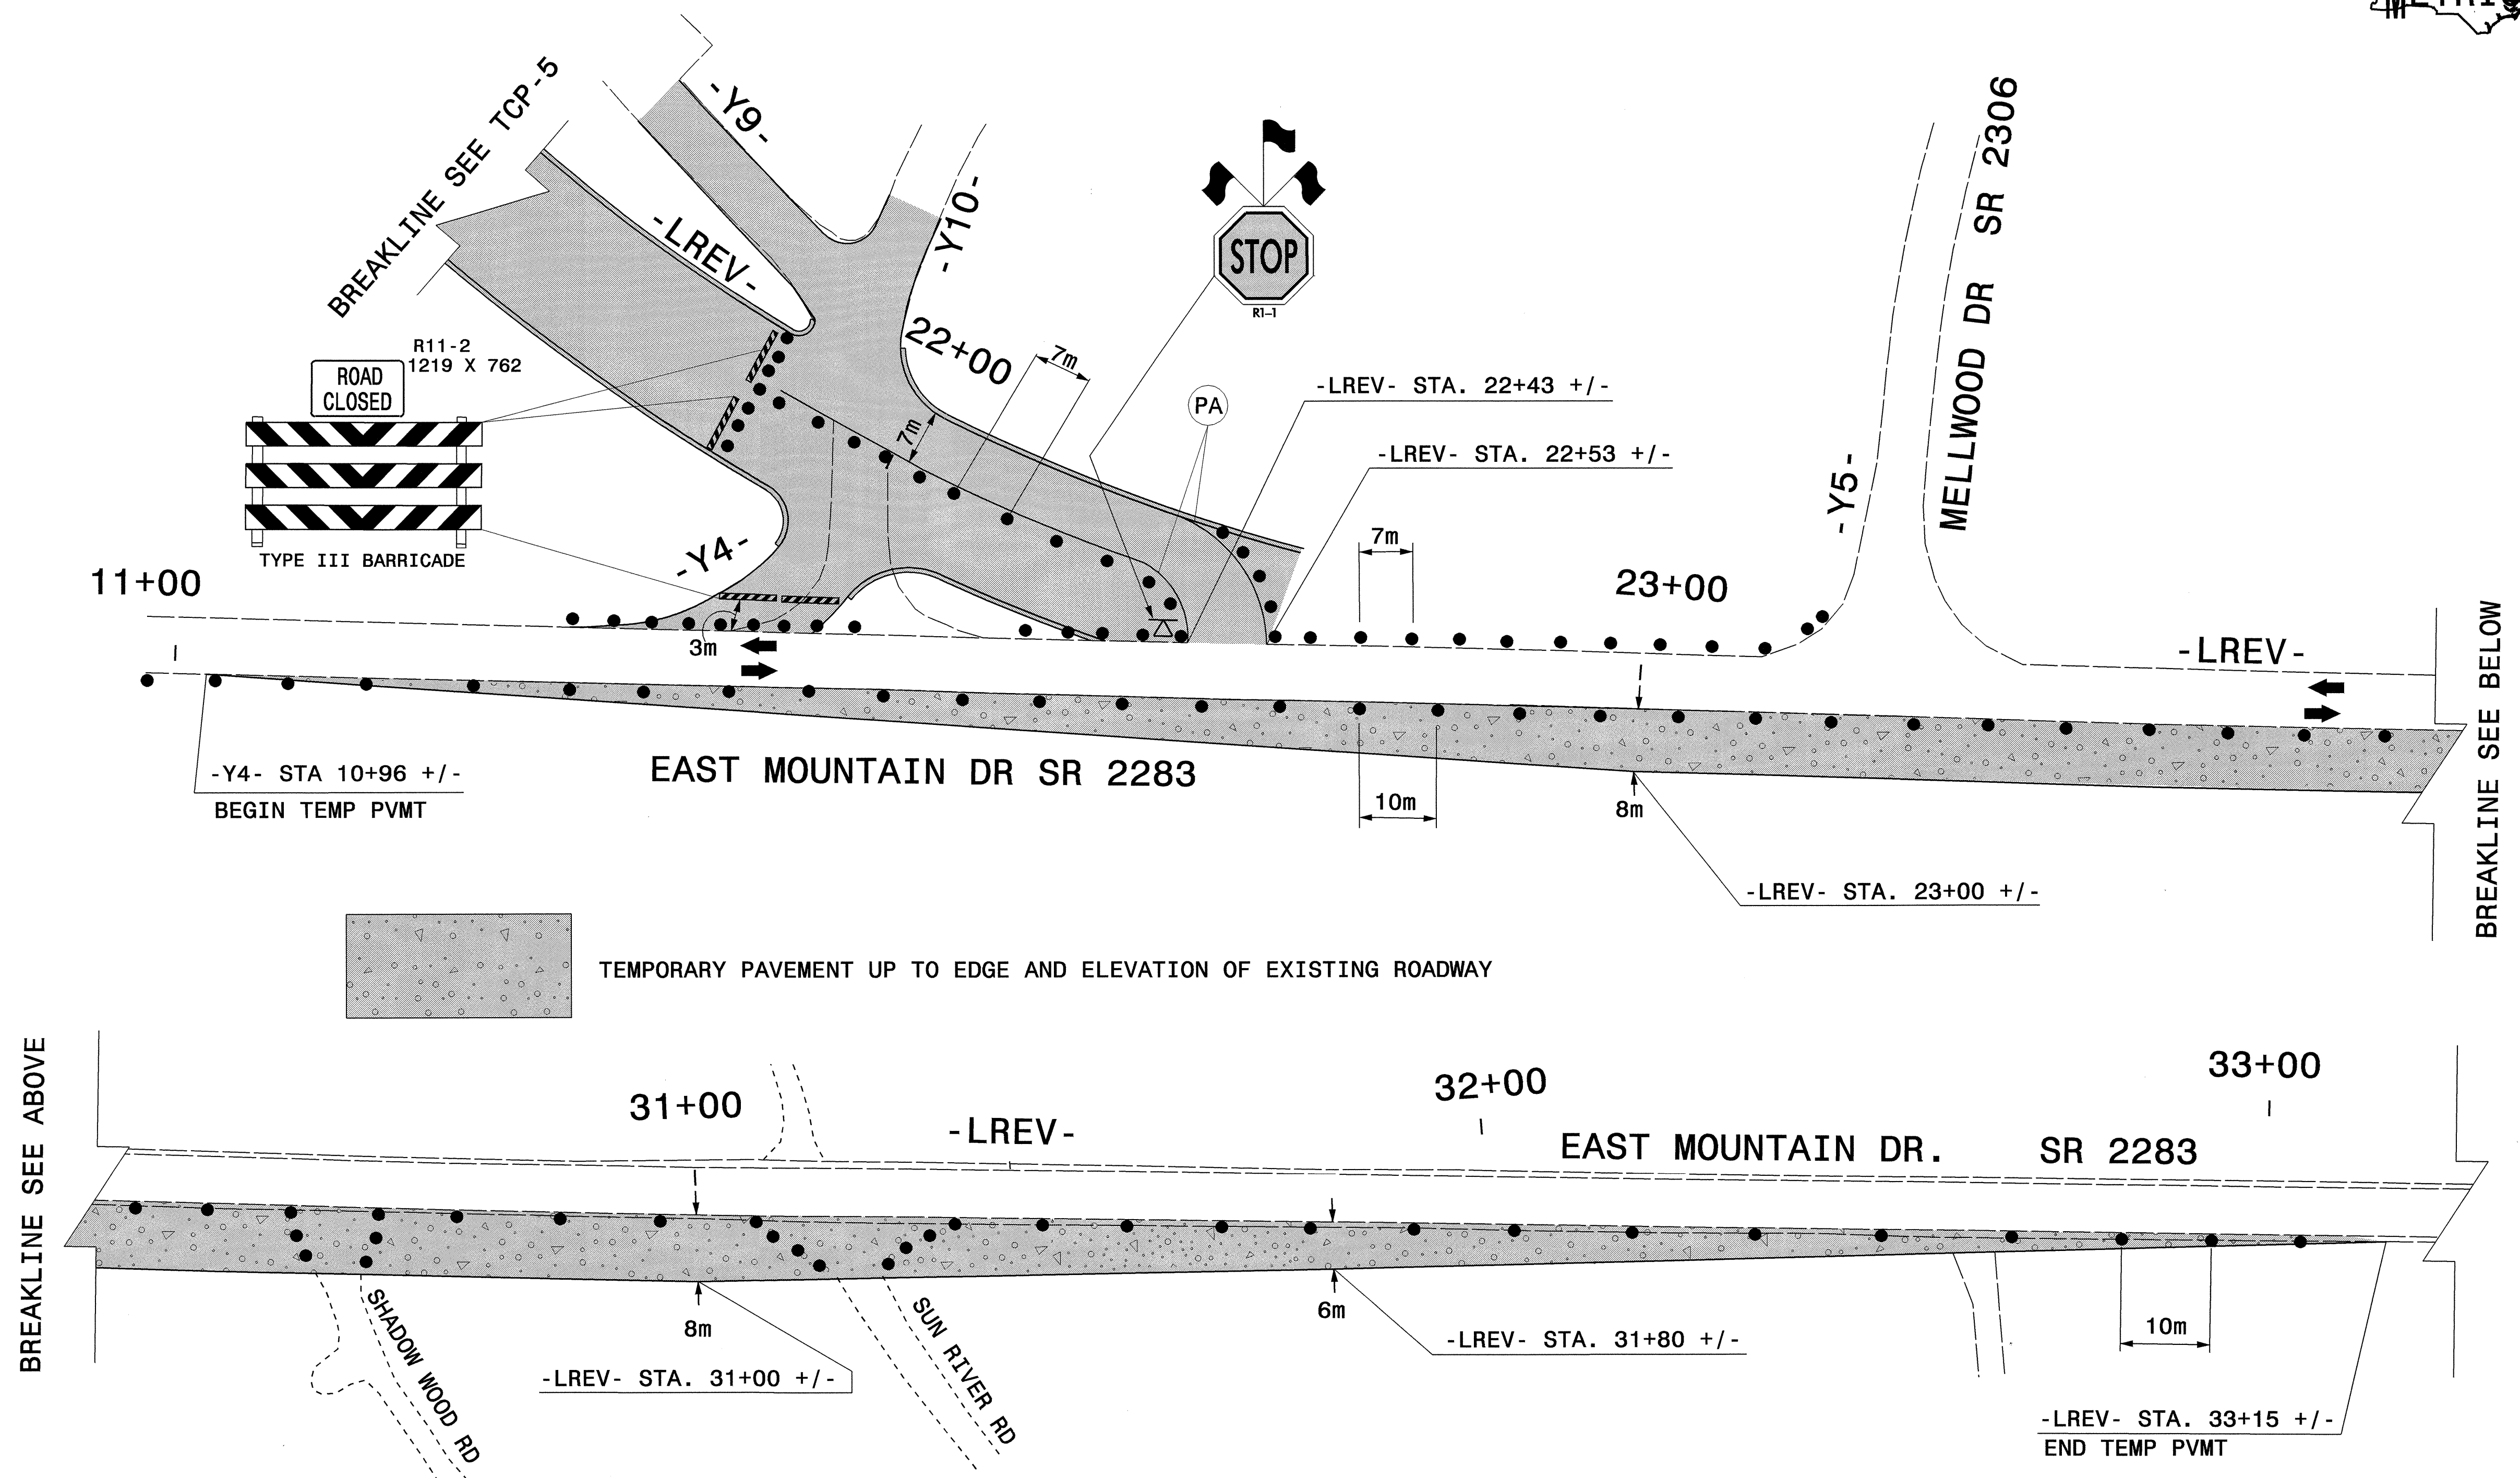 BREAKLINE SEE TCP-5
-Y9-
-LREV-
-Y10-
STOP
R1-1
MELLWOOD DR SR 2306
-Y5-
R11-2
1219 X 762
ROAD
CLOSED
TYPE III BARRICADE
22+00
7m
7m
PA
-LREV- STA. 22+43 +/-
-LREV- STA. 22+53 +/-
7m
-Y4-
11+00
3m
23+00
-LREV-
BREAKLINE SEE BELOW
-Y4- STA 10+96 +/-
BEGIN TEMP PVMT
EAST MOUNTAIN DR SR 2283
10m
8m
-LREV- STA. 23+00 +/-
TEMPORARY PAVEMENT UP TO EDGE AND ELEVATION OF EXISTING ROADWAY
BREAKLINE SEE ABOVE
31+00
-LREV-
32+00
33+00
EAST MOUNTAIN DR. SR 2283
SHADOW WOOD RD
8m
-LREV- STA. 31+00 +/-
SUN RIVER RD
6m
-LREV- STA. 31+80 +/-
10m
-LREV- STA. 33+15 +/-
END TEMP PVMT